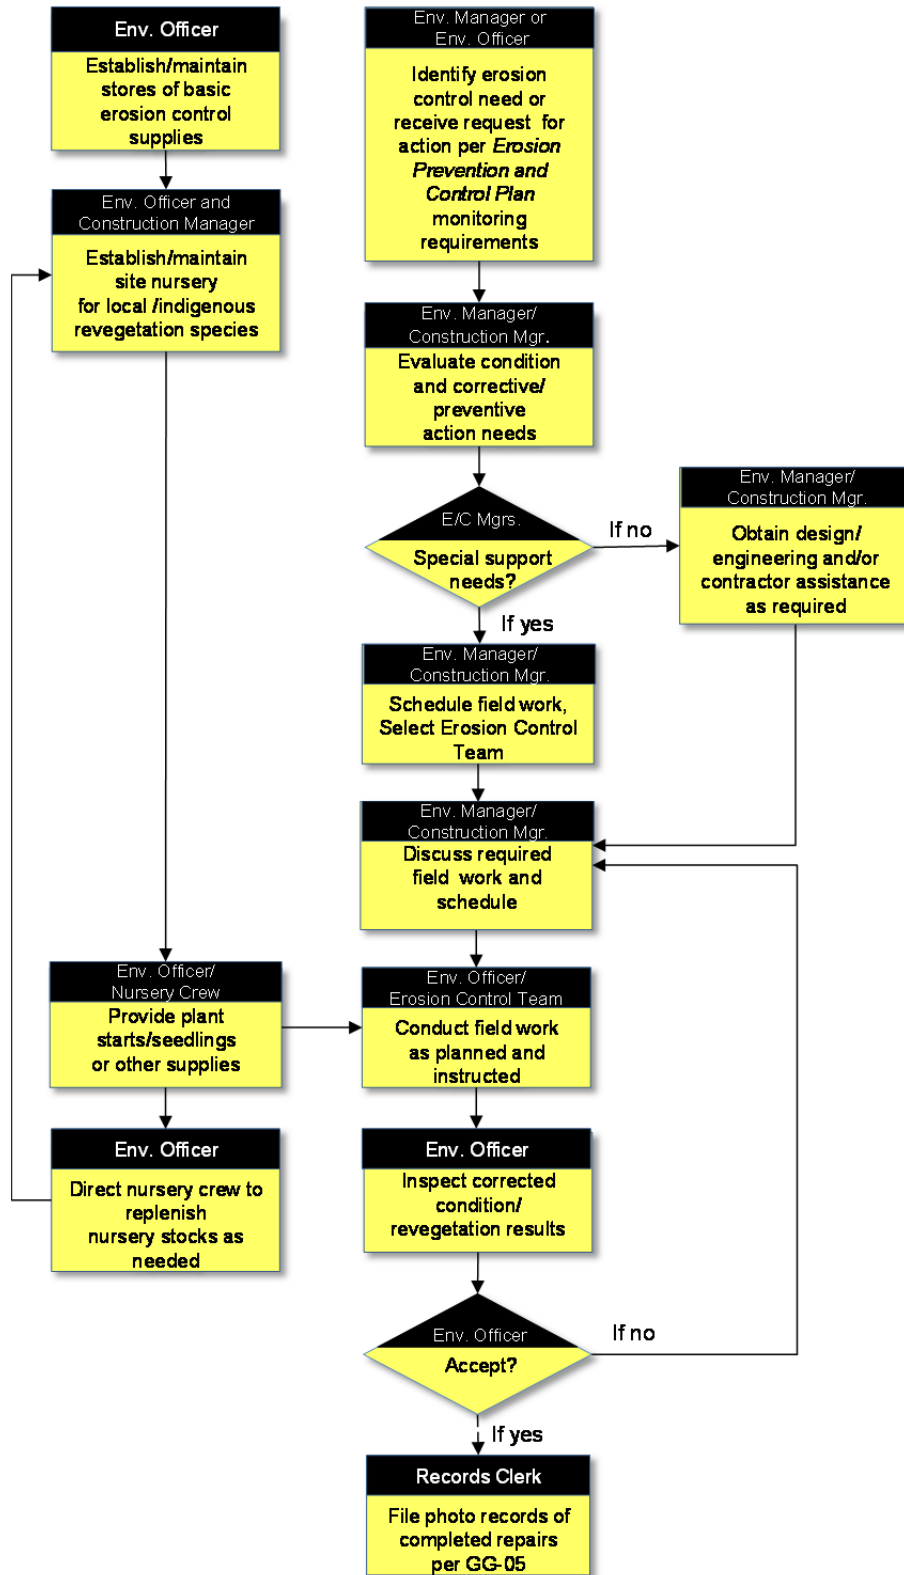 Env. Officer
Establish/maintain
stores of basic
erosion control
supplies
Env. Officer and
Construction Manager
Establish/maintain
site nursery
for local /indigenous
revegetation species
Env. Officer/
Nursery Crew
Provide plant
starts/seedlings
or other supplies
Env. Officer
Direct nursery crew to
replenish
nursery stocks as
needed
Env. Manager or
Env. Officer
Identify erosion
control need or
receive request for
action per Erosion
Prevention and
Control Plan
monitoring
requirements
Env. Manager/
Construction Mgr.
Evaluate condition
and corrective/
preventive
action needs
E/C Mgrs.
Special support
needs?
If no
Env. Manager/
Construction Mgr.
Obtain design/
engineering and/or
contractor assistance
as required
If yes
Env. Manager/
Construction Mgr.
Schedule field work,
Select Erosion Control
Team
Env. Manager/
Construction Mgr.
Discuss required
field work and
schedule
Env. Officer/
Erosion Control Team
Conduct field work
as planned and
instructed
Env. Officer
Inspect corrected
condition/
revegetation results
Env. Officer
Accept?
If no
If yes
Records Clerk
File photo records of
completed repairs
per GG-05